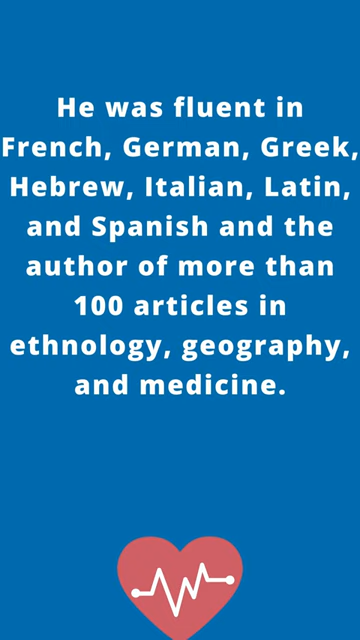 He was fluent in
French, German, Greek,
Hebrew, Italian, Latin,
and Spanish and the
author of more than
100 articles in
ethnology, geography,
and medicine.